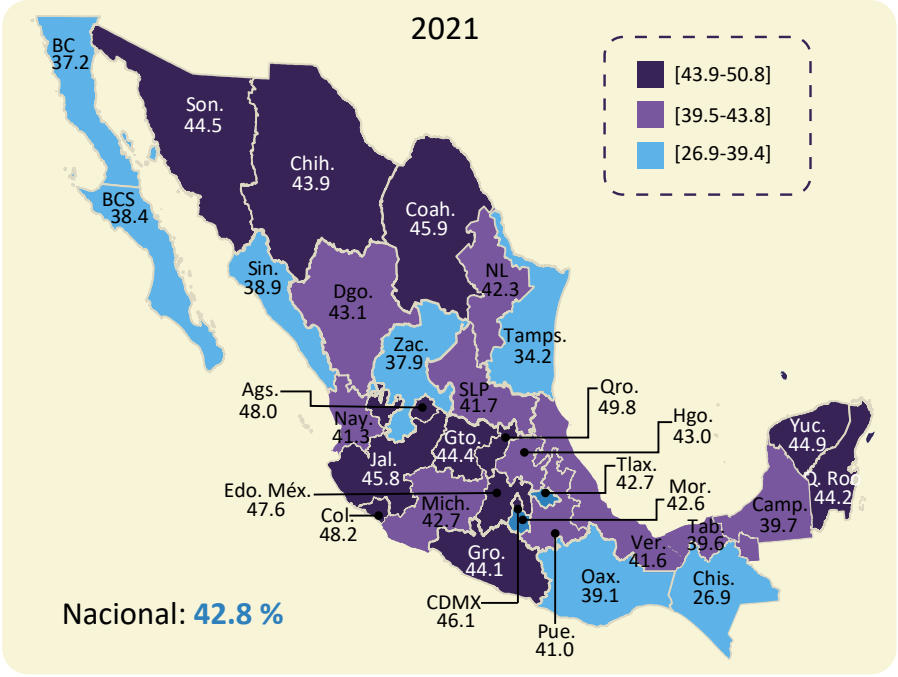 2021
[43.9-50.8]
[39.5-43.8]
[26.9-39.4]
BC
37.2
Son.
44.5
Chih.
43.9
BCS
38.4
Coah.
45.9
Sin.
38.9
NL
42.3
Dgo.
43.1
Tamps.
34.2
Zac.
37.9
Ags.
48.0
SLP
41.7
Qro.
49.8
Nay.
41.3
Hgo.
43.0
Gto.
44.4
Yuc.
44.9
Jal.
45.8
Tlax.
42.7
Q. Roo
44.2
Edo. Méx.
47.6
Mor.
42.6
Mich.
42.7
Camp.
39.7
Col.
48.2
Tab.
39.6
Ver.
41.6
Gro.
44.1
Oax.
39.1
Chis.
26.9
CDMX
46.1
Pue.
41.0
Nacional: 42.8 %